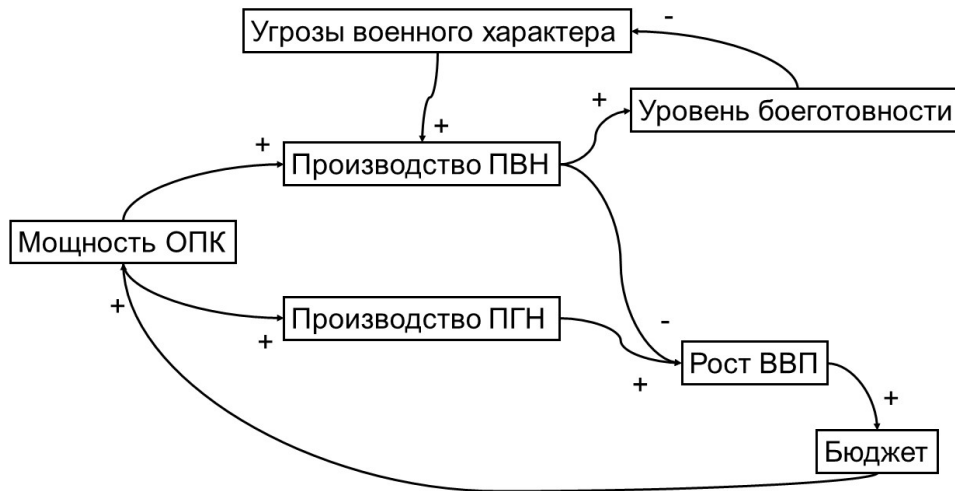 -
Угрозы военного характера
+
Уровень боеготовности
+
+
Производство ПВН
Мощность ОПК
+
Производство ПГН
+
-
Рост ВВП
+
+
Бюджет